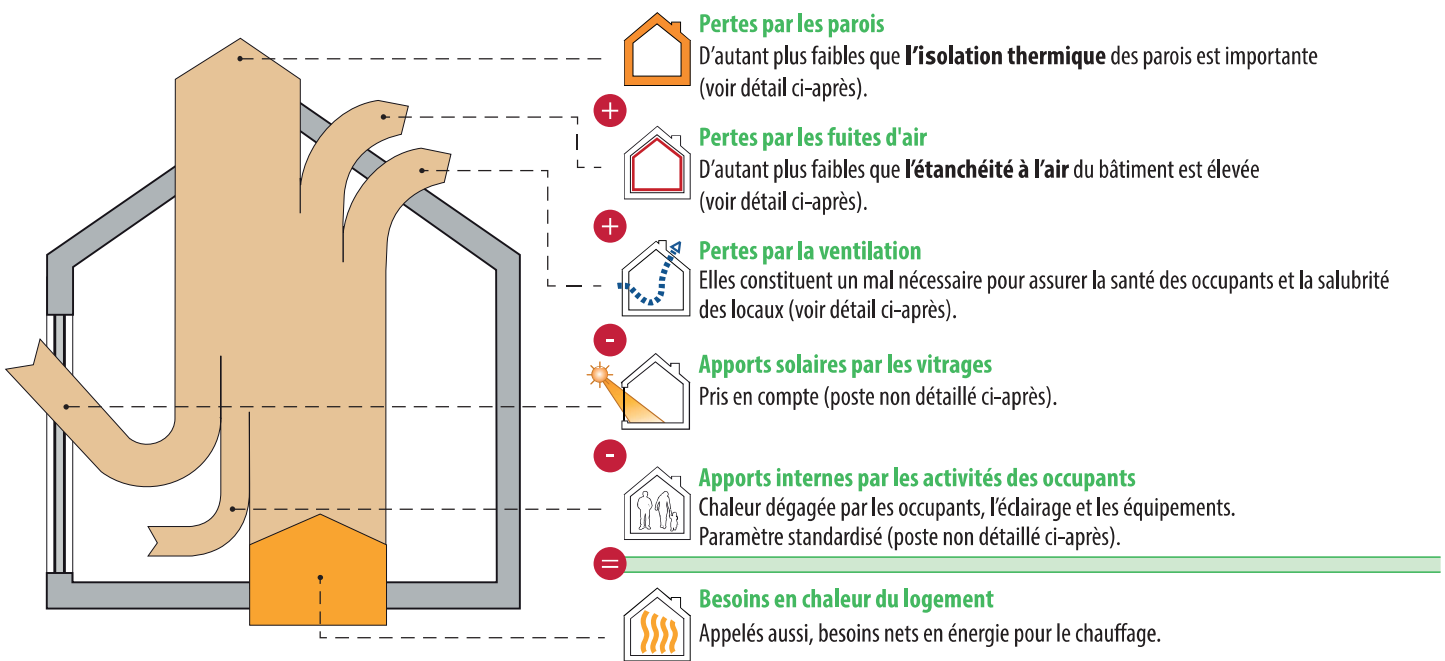 Pertes par les parois
D'autant plus faibles que l'isolation thermique des parois est importante
(voir détail ci-après).
+
Pertes par les fuites d'air
D'autant plus faibles que l'étanchéité à l'air du bâtiment est élevée
(voir détail ci-après).
+
Pertes par la ventilation
Elles constituent un mal nécessaire pour assurer la santé des occupants et la salubrité
des locaux (voir détail ci-après).
-
Apports solaires par les vitrages
Pris en compte (poste non détaillé ci-après).
-
Apports internes par les activités des occupants
Chaleur dégagée par les occupants, l'éclairage et les équipements.
Paramètre standardisé (poste non détaillé ci-après).
=
Besoins en chaleur du logement
Appelés aussi, besoins nets en énergie pour le chauffage.